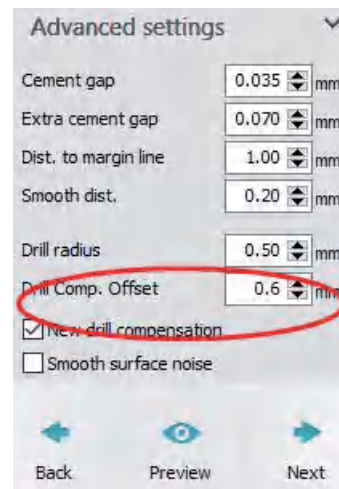 Advanced settings
Cement gap 0.035 mm
Extra cement gap 0.070 mm
Dist. to margin line 1.00 mm
Smooth dist. 0.20 mm
Drill radius 0.50 mm
Drill Comp. Offset 0.6 mm
New drill compensation
Smooth surface noise
Back Preview Next